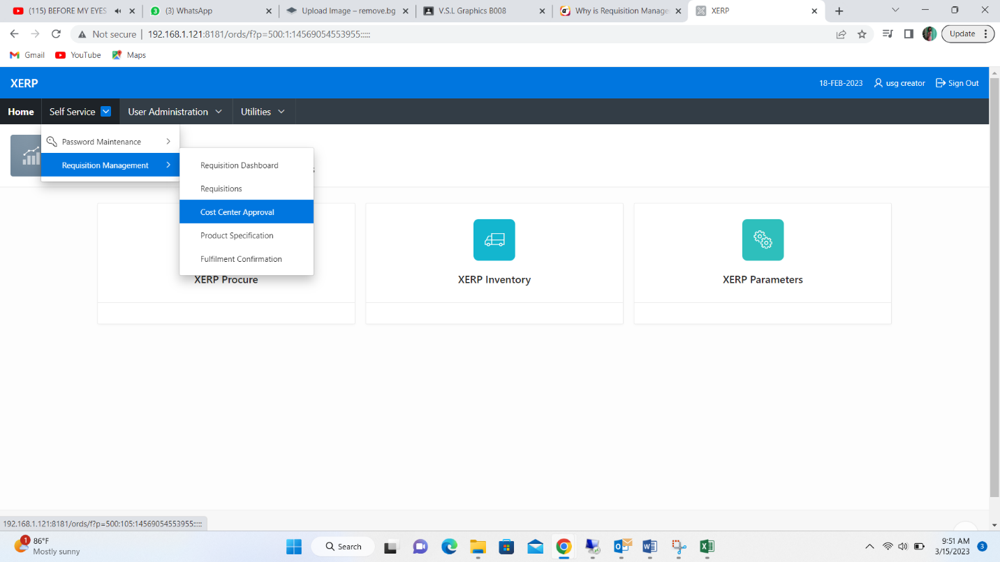 (115) BEFORE MY EYES
(3) WhatsApp
Upload Image – remove.bg
V.S.L Graphics B008
Why is Requisition Manage
XERP
Not secure
192.168.1.121:8181/ords/f?p=500:1:14569054553955:::::
Update
Gmail
YouTube
Maps
XERP
18-FEB-2023
usg creator
Sign Out
Home
Self Service
User Administration
Utilities
Password Maintenance
Requisition Management
Requisition Dashboard
Requisitions
Cost Center Approval
Product Specification
Fulfilment Confirmation
XERP Procure
XERP Inventory
XERP Parameters
192.168.1.121:8181/ords/f?p=500:105:14569054553955:::::
1
86°F
Mostly sunny
Search
9:51 AM
3/15/2023
3